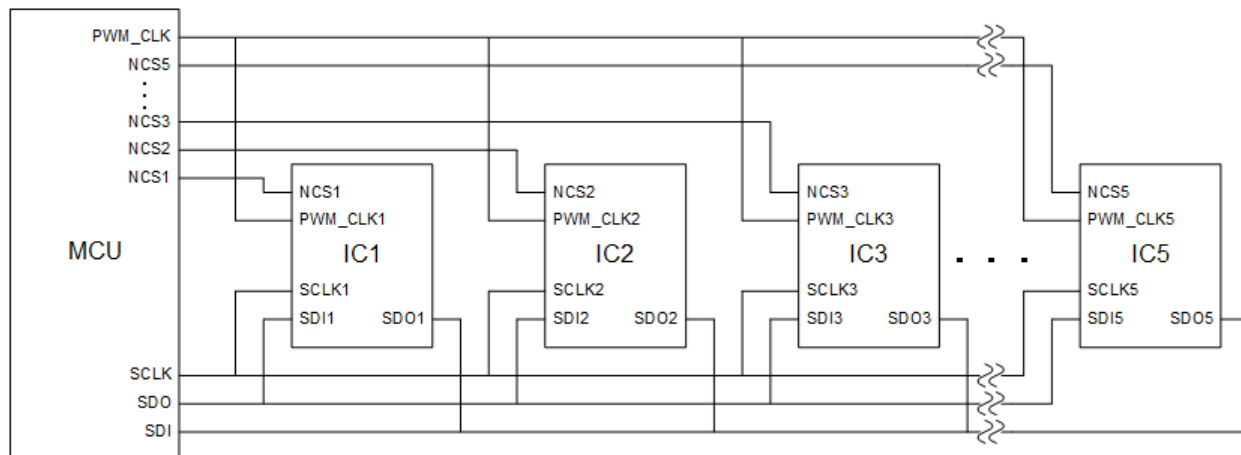 PWM_CLK
NCS5
NCS3
NCS2
NCS1
MCU
SCLK
SDO
SDI
NCS1
PWM_CLK1
IC1
SCLK1
SDI1 SDO1
NCS2
PWM_CLK2
IC2
SCLK2
SDI2 SDO2
NCS3
PWM_CLK3
IC3
SCLK3
SDI3 SDO3
. . .
NCS5
PWM_CLK5
IC5
SCLK5
SDI5 SDO5